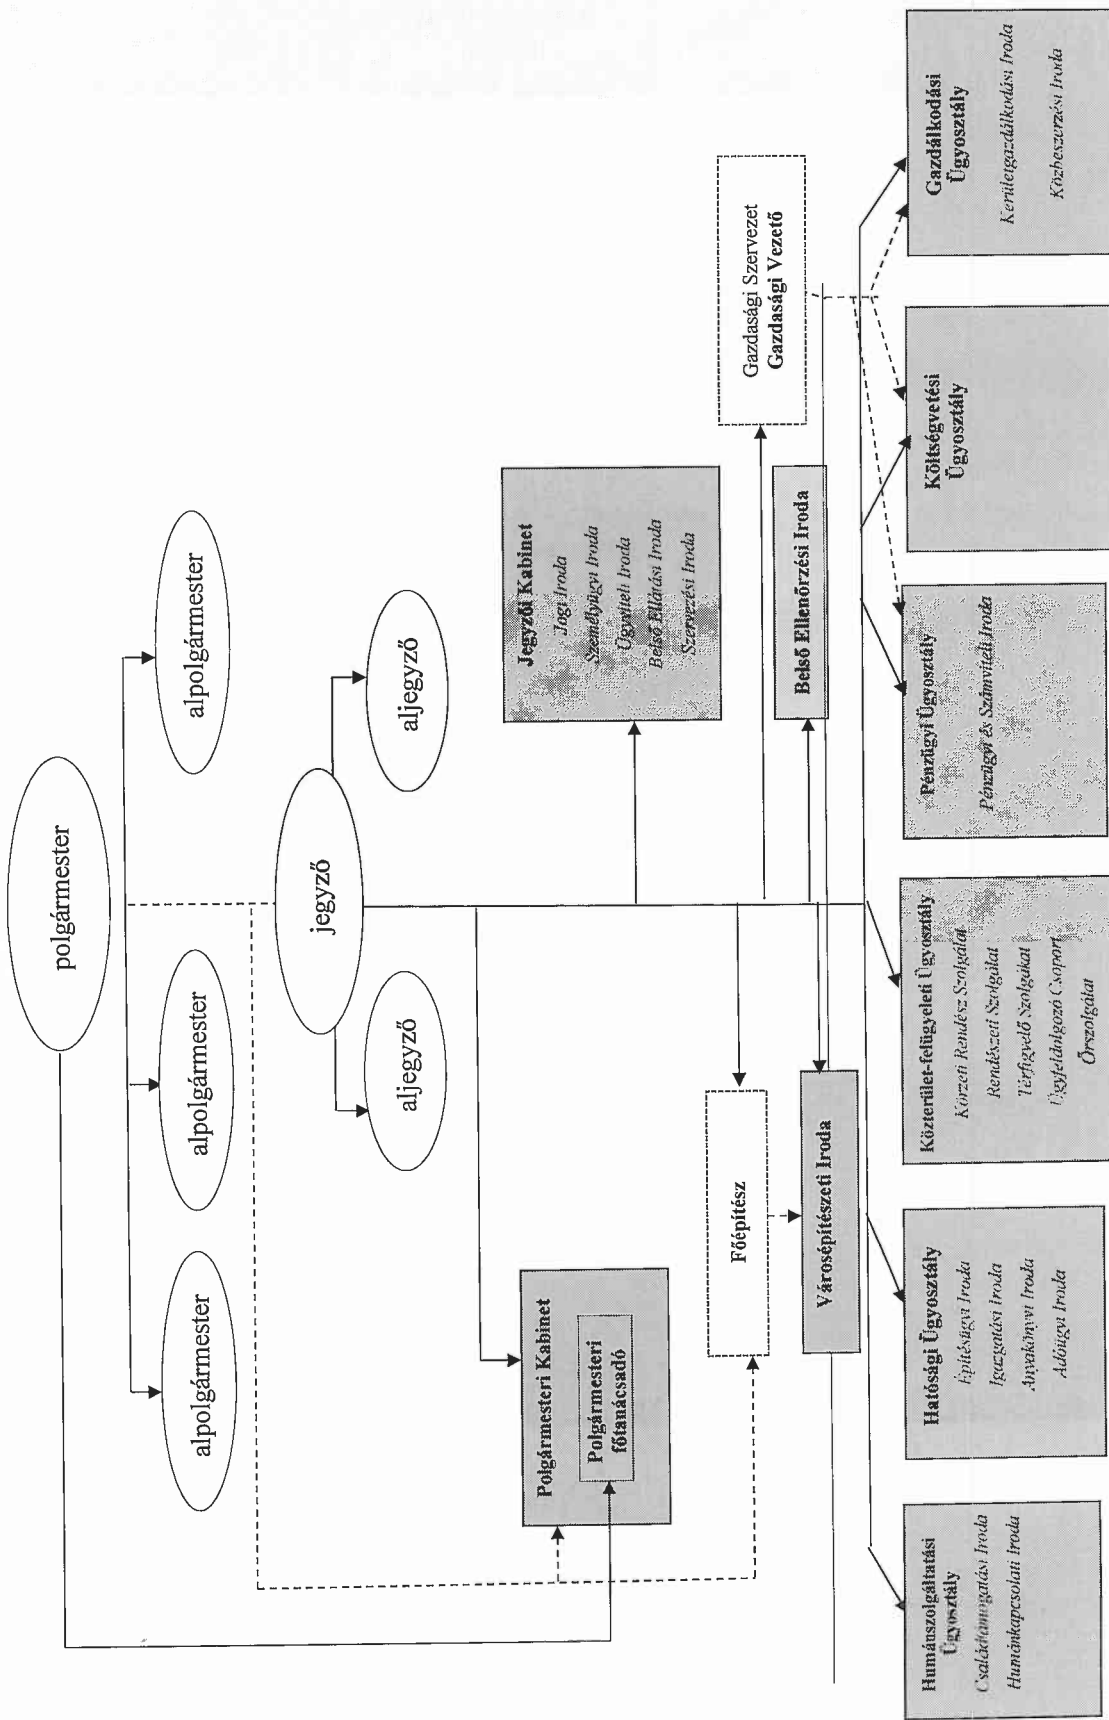 polgármester
alpolgármester
alpolgármester
alpolgármester
jegyző
aljegyző
aljegyző
Polgármesteri Kabinet
Polgármesteri
főtanácsadó
Jegyzői Kabinet
Jogi Iroda
Személyügyi Iroda
Ügyviteli Iroda
Belső Ellátási Iroda
Szervezési Iroda
Főépítész
Gazdasági Szervezet
Gazdasági Vezető
Városépítészeti Iroda
Belső Ellenőrzési Iroda
Humánszolgáltatási
Ügyosztály
Családtámogatási Iroda
Humánkapcsolati Iroda
Hatósági Ügyosztály
Építésügyi Iroda
Igazgatási Iroda
Anyakönyvi Iroda
Adóügyi Iroda
Közterület-felügyeleti Ügyosztály
Körzeti Rendész Szolgálat
Rendészeti Szolgálat
Térfigyelő Szolgálat
Ügyfeldolgozó Csoport
Őrszolgálat
Pénzügyi Ügyosztály
Pénzügyi és Számviteli Iroda
Költségvetési
Ügyosztály
Gazdálkodási
Ügyosztály
Kerületgazdálkodási Iroda
Közbeszerzési Iroda